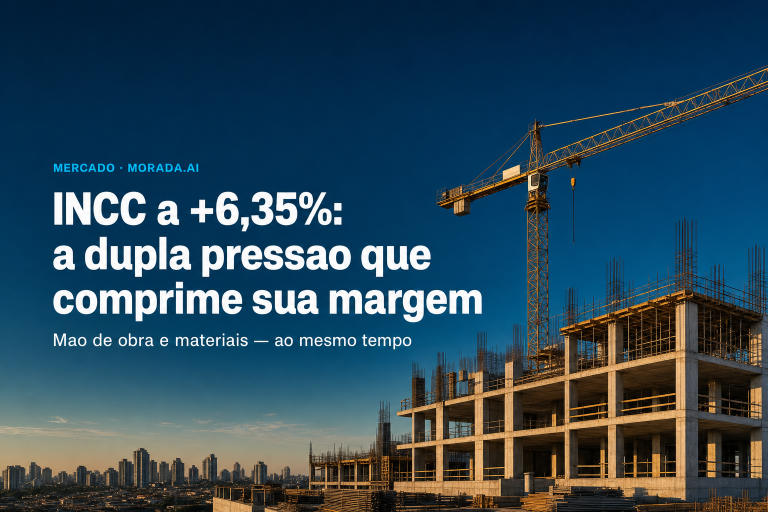 MERCADO · MORADA.AI
INCC a +6,35%:
a dupla pressao que
comprime sua margem
Mao de obra e materiais — ao mesmo tempo